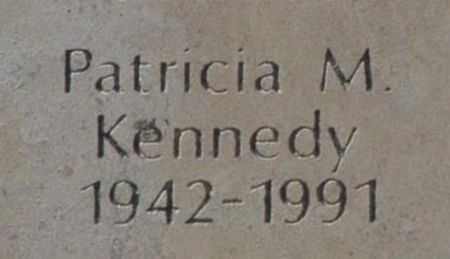 Patricia M.
Kennedy
1942-1991